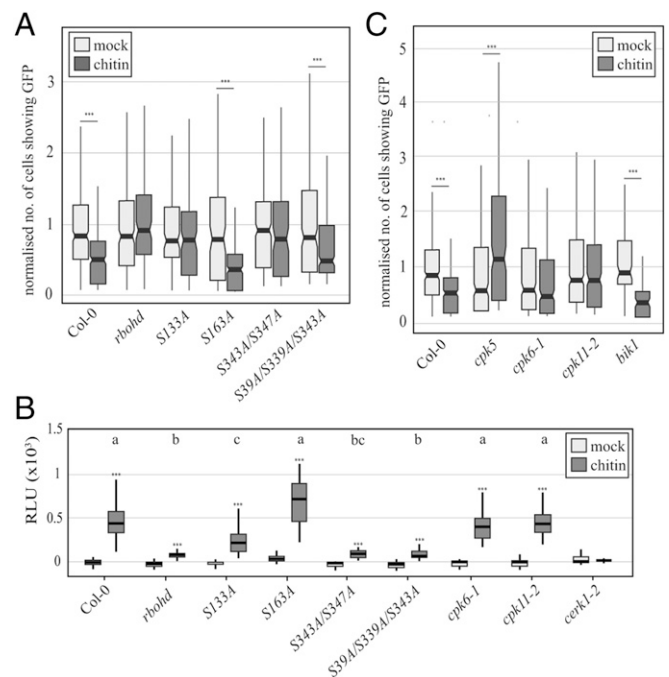 A
mock
chitin
normalised no. of cells showing GFP
3
2
1
0
***
***
***
Col-0
rbohd
S133A
S163A
S343A/S347A
S39A/S339A/S343A
C
mock
chitin
normalised no. of cells showing GFP
5
4
3
2
1
0
***
***
***
Col-0
cpk5
cpk6-1
cpk11-2
bik1
B
mock
chitin
RLU (x10³)
1.5
1
0.5
0
a
b
c
a
bc
b
a
a
***
***
***
***
***
***
***
***
Col-0
rbohd
S133A
S163A
S343A/S347A
S39A/S339A/S343A
cpk6-1
cpk11-2
cerk1-2